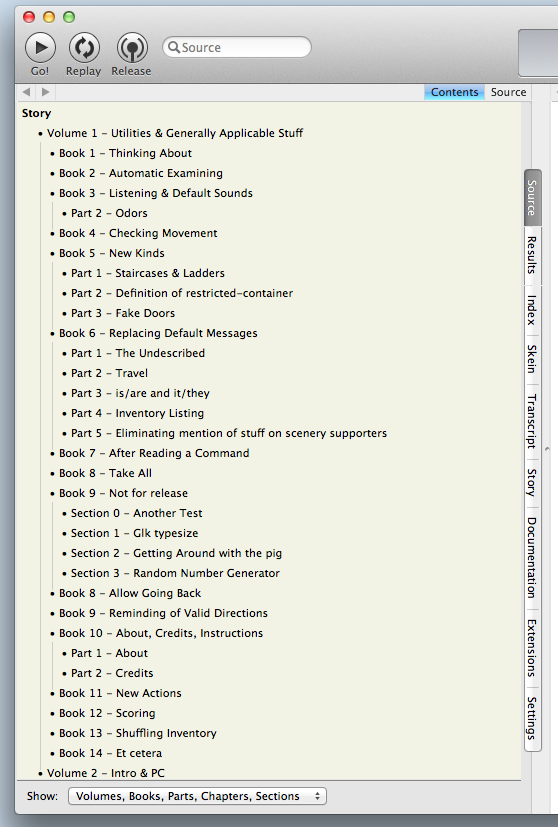 Go!
Replay
Release
Source
Contents
Source
Story
• Volume 1 – Utilities & Generally Applicable Stuff
• Book 1 – Thinking About
• Book 2 – Automatic Examining
• Book 3 – Listening & Default Sounds
• Part 2 – Odors
• Book 4 – Checking Movement
• Book 5 – New Kinds
• Part 1 – Staircases & Ladders
• Part 2 – Definition of restricted-container
• Part 3 – Fake Doors
• Book 6 – Replacing Default Messages
• Part 1 – The Undescribed
• Part 2 – Travel
• Part 3 – is/are and it/they
• Part 4 – Inventory Listing
• Part 5 – Eliminating mention of stuff on scenery supporters
• Book 7 – After Reading a Command
• Book 8 – Take All
• Book 9 – Not for release
• Section 0 – Another Test
• Section 1 – Glk typesize
• Section 2 – Getting Around with the pig
• Section 3 – Random Number Generator
• Book 8 – Allow Going Back
• Book 9 – Reminding of Valid Directions
• Book 10 – About, Credits, Instructions
• Part 1 – About
• Part 2 – Credits
• Book 11 – New Actions
• Book 12 – Scoring
• Book 13 – Shuffling Inventory
• Book 14 – Et cetera
• Volume 2 – Intro & PC
Show: Volumes, Books, Parts, Chapters, Sections
Source
Results
Index
Skein
Transcript
Story
Documentation
Extensions
Settings